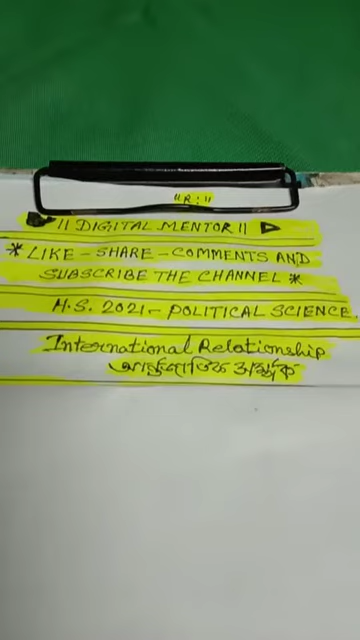 "R:"
|| DIGITAL MENTOR || ▷
* LIKE - SHARE - COMMENTS AND
SUBSCRIBE THE CHANNEL *
H.S. 2021 - POLITICAL SCIENCE.
International Relationship
আন্তর্জাতিক সম্পর্ক